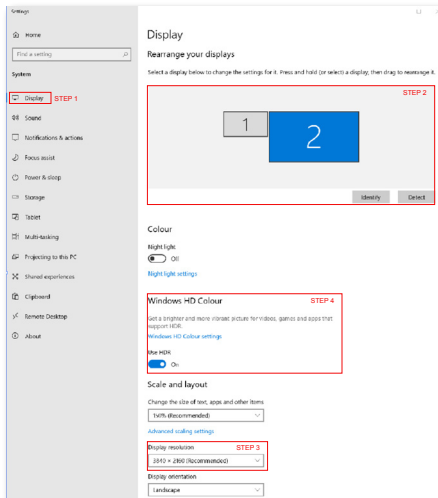 Settings
Home
Find a setting
System
Display STEP 1
Sound
Notifications & actions
Focus assist
Power & sleep
Storage
Tablet
Multi-tasking
Projecting to this PC
Shared experiences
Clipboard
Remote Desktop
About
Display
Rearrange your displays
Select a display below to change the settings for it. Press and hold (or select) a display, then drag to rearrange it.
STEP 2
1
2
Identify
Detect
Colour
Night light
Off
Night light settings
Windows HD Colour STEP 4
Get a brighter and more vibrant picture for videos, games and apps that
support HDR.
Windows HD Colour settings
Use HDR
On
Scale and layout
Change the size of text, apps and other items
150% (Recommended)
Advanced scaling settings
Display resolution STEP 3
3840 × 2160 (Recommended)
Display orientation
Landscape